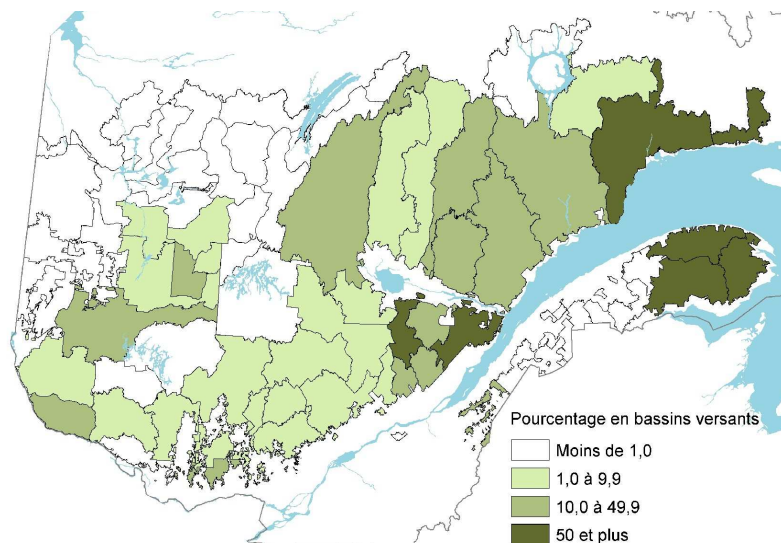 Pourcentage en bassins versants
Moins de 1,0
1,0 à 9,9
10,0 à 49,9
50 et plus